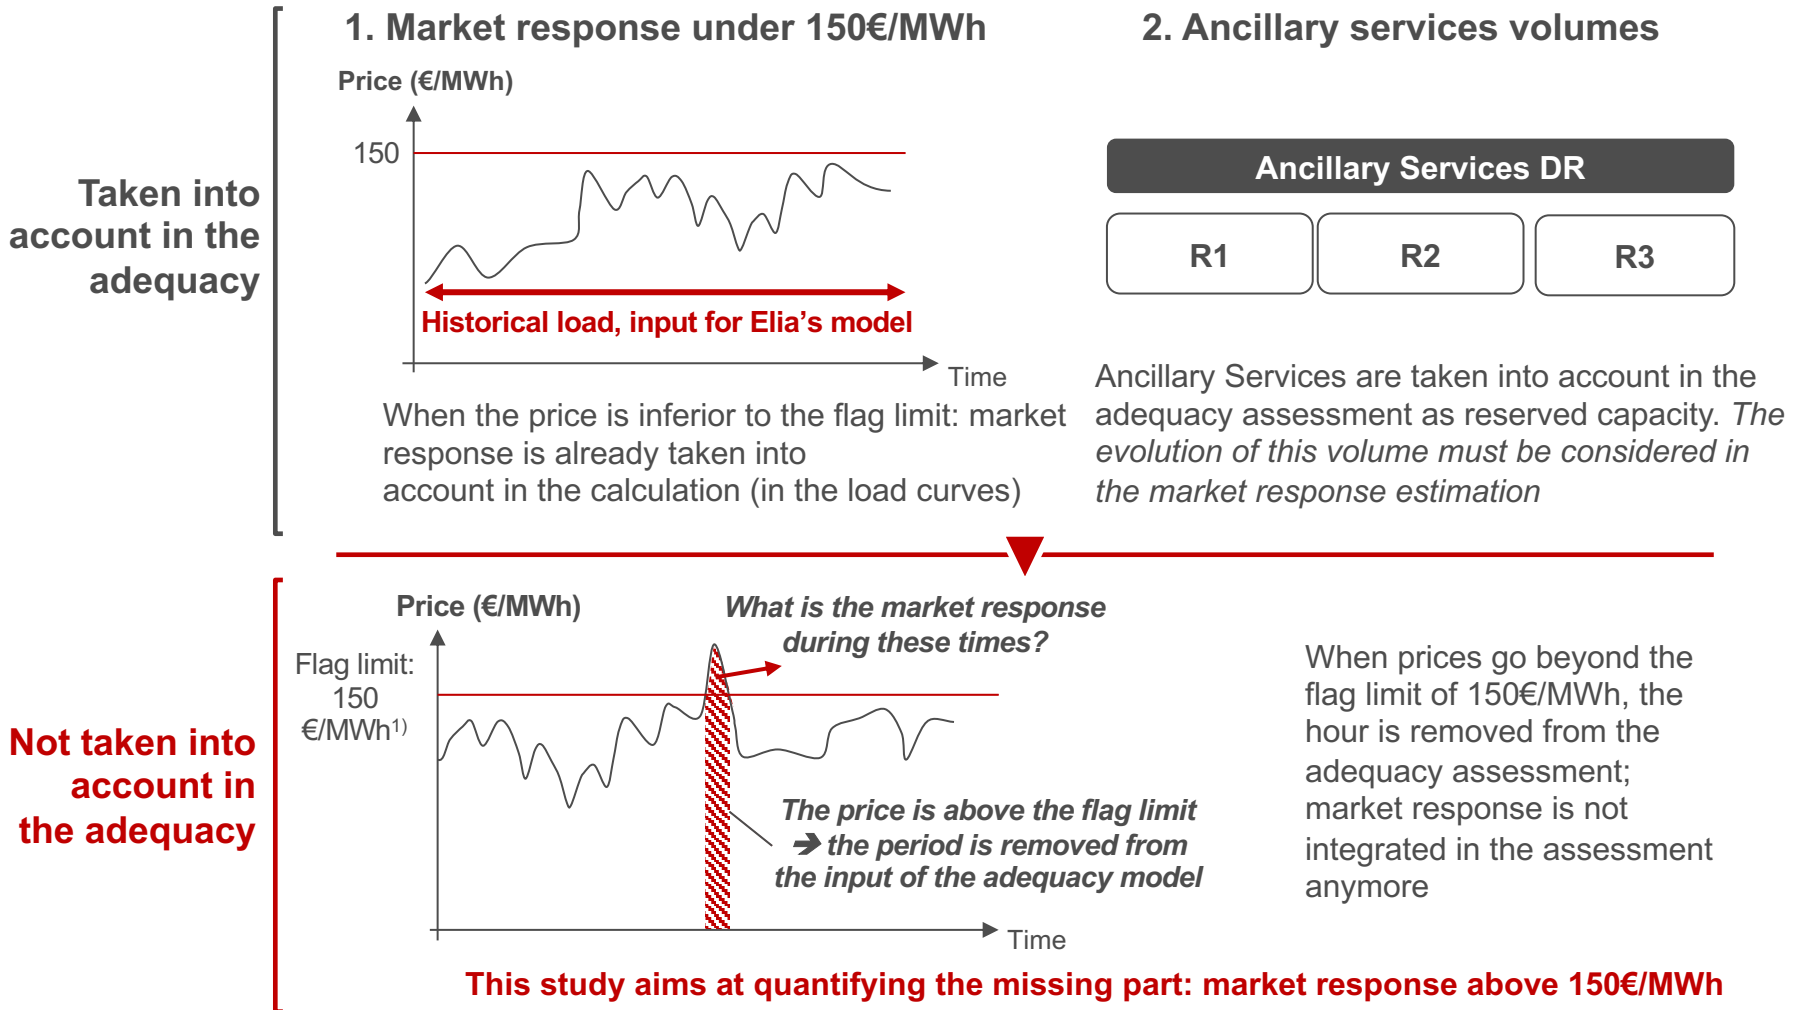 1. Market response under 150€/MWh
2. Ancillary services volumes
Taken into
account in the
adequacy
Price (€/MWh)
150
Historical load, input for Elia’s model
Time
When the price is inferior to the flag limit: market
response is already taken into
account in the calculation (in the load curves)
Ancillary Services DR
R1
R2
R3
Ancillary Services are taken into account in the
adequacy assessment as reserved capacity. The
evolution of this volume must be considered in
the market response estimation
Not taken into
account in
the adequacy
Price (€/MWh)
Flag limit:
150
€/MWh1)
What is the market response
during these times?
The price is above the flag limit
➔ the period is removed from
the input of the adequacy model
Time
When prices go beyond the
flag limit of 150€/MWh, the
hour is removed from the
adequacy assessment;
market response is not
integrated in the assessment
anymore
This study aims at quantifying the missing part: market response above 150€/MWh